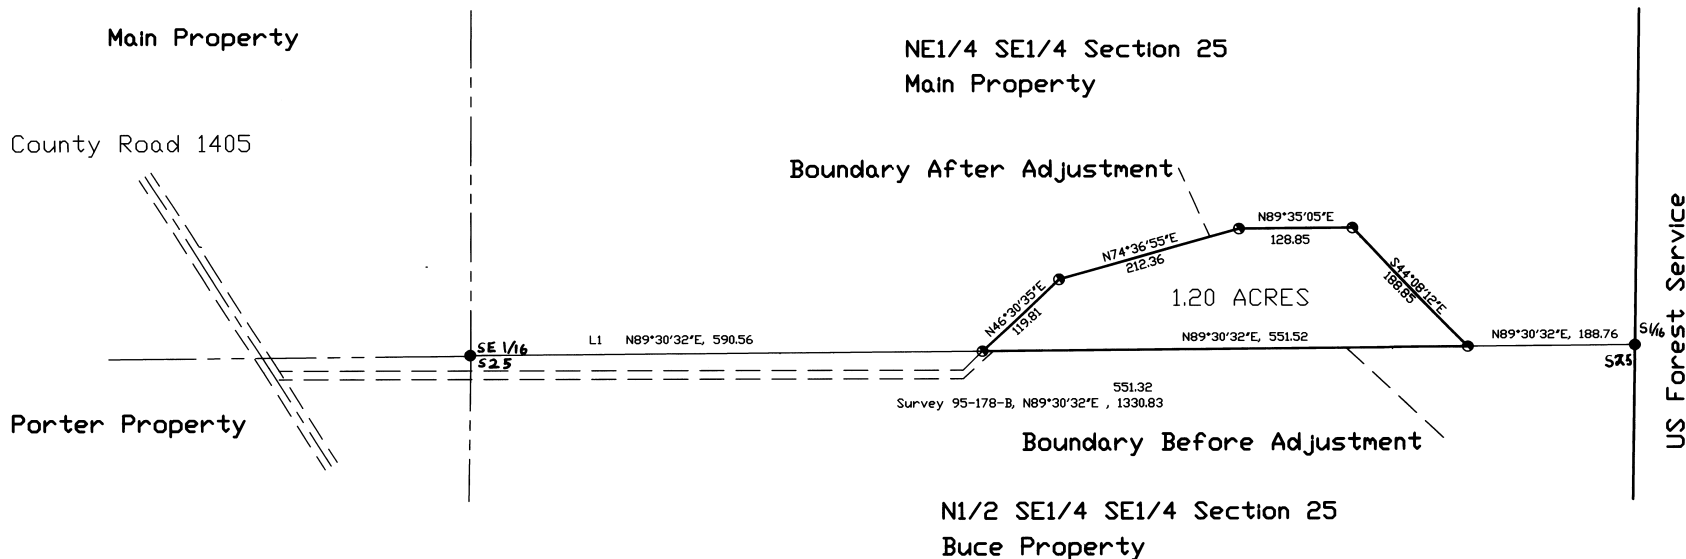 Main Property
NE1/4 SE1/4 Section 25
Main Property
County Road 1405
Boundary After Adjustment
N89°35'05"E
128.85
N74°36'55"E
212.36
N46°30'35"E
119.81
S44°08'12"E
188.85
1.20 ACRES
US Forest Service
SE 1/16
S25
L1 N89°30'32"E, 590.56
N89°30'32"E, 551.52
N89°30'32"E, 188.76
S1/16
S25
551.32
Survey 95-178-B, N89°30'32"E , 1330.83
Porter Property
Boundary Before Adjustment
N1/2 SE1/4 SE1/4 Section 25
Buce Property